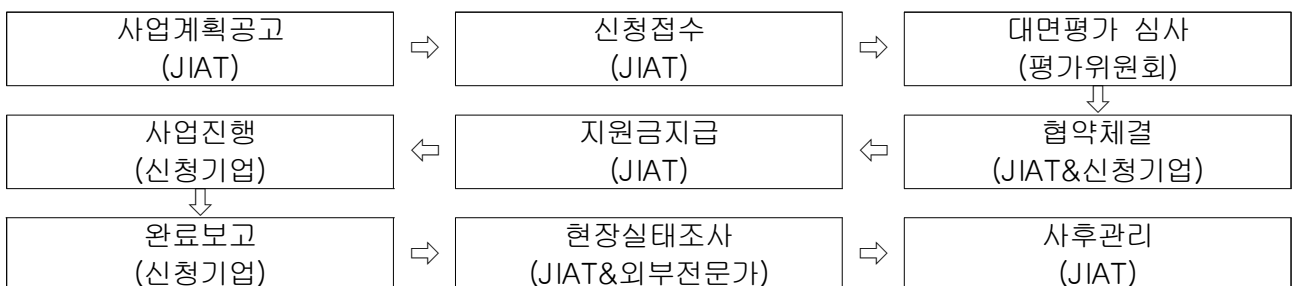 사업계획공고
(JIAT)
신청접수
(JIAT)
대면평가 심사
(평가위원회)
협약체결
(JIAT&신청기업)
지원금지급
(JIAT)
사업진행
(신청기업)
완료보고
(신청기업)
현장실태조사
(JIAT&외부전문가)
사후관리
(JIAT)